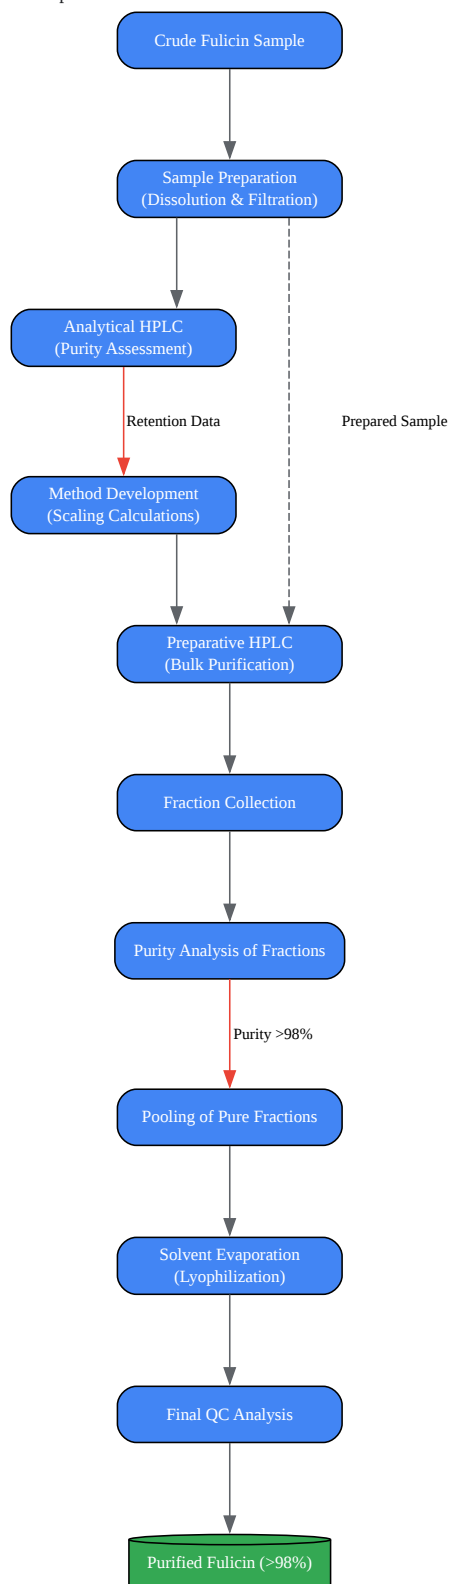 Crude Fulicin Sample
Sample Preparation
(Dissolution & Filtration)
Analytical HPLC
(Purity Assessment)
Retention Data
Prepared Sample
Method Development
(Scaling Calculations)
Preparative HPLC
(Bulk Purification)
Fraction Collection
Purity Analysis of Fractions
Purity >98%
Pooling of Pure Fractions
Solvent Evaporation
(Lyophilization)
Final QC Analysis
Purified Fulicin (>98%)